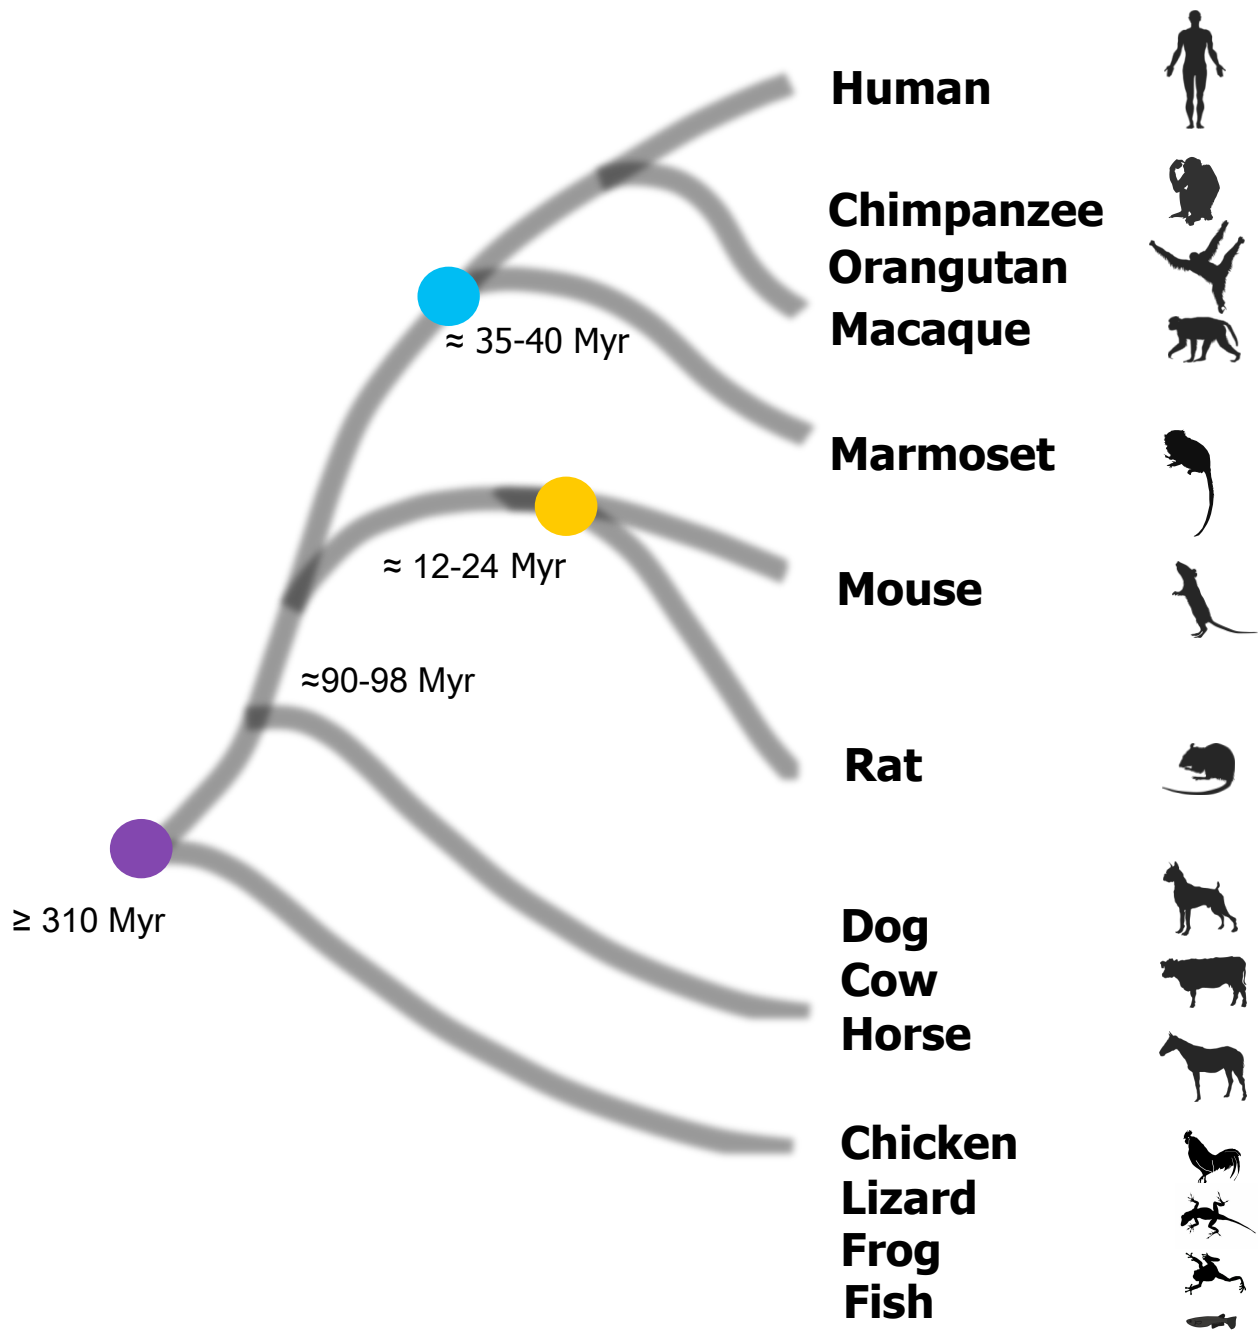 Human
Chimpanzee
Orangutan
Macaque
≈ 35-40 Myr
Marmoset
≈ 12-24 Myr
Mouse
≈90-98 Myr
Rat
≥ 310 Myr
Dog
Cow
Horse
Chicken
Lizard
Frog
Fish